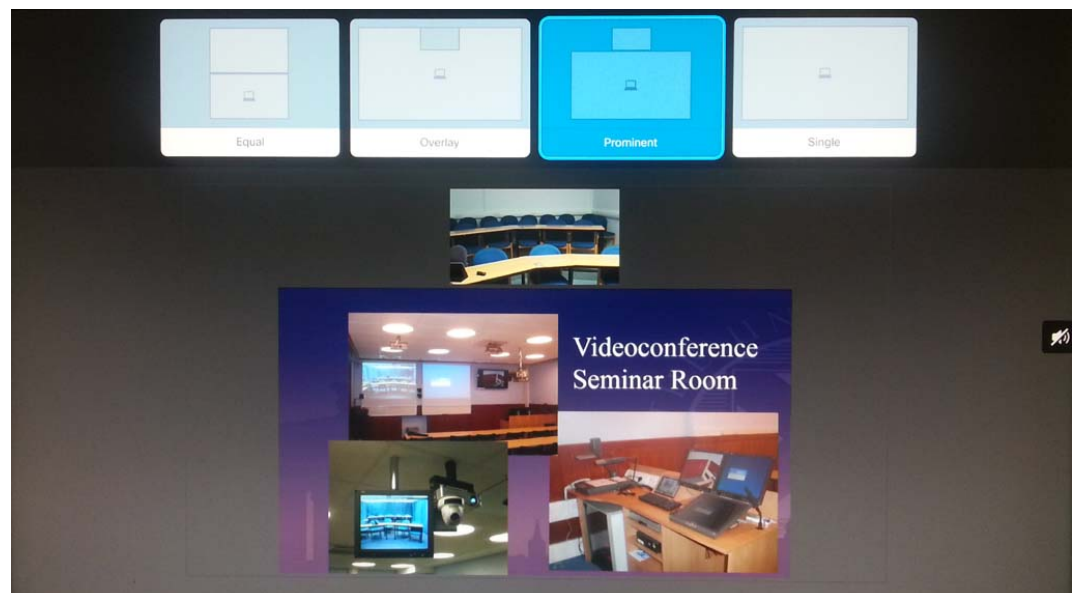 Equal
Overlay
Prominent
Single
Videoconference
Seminar Room